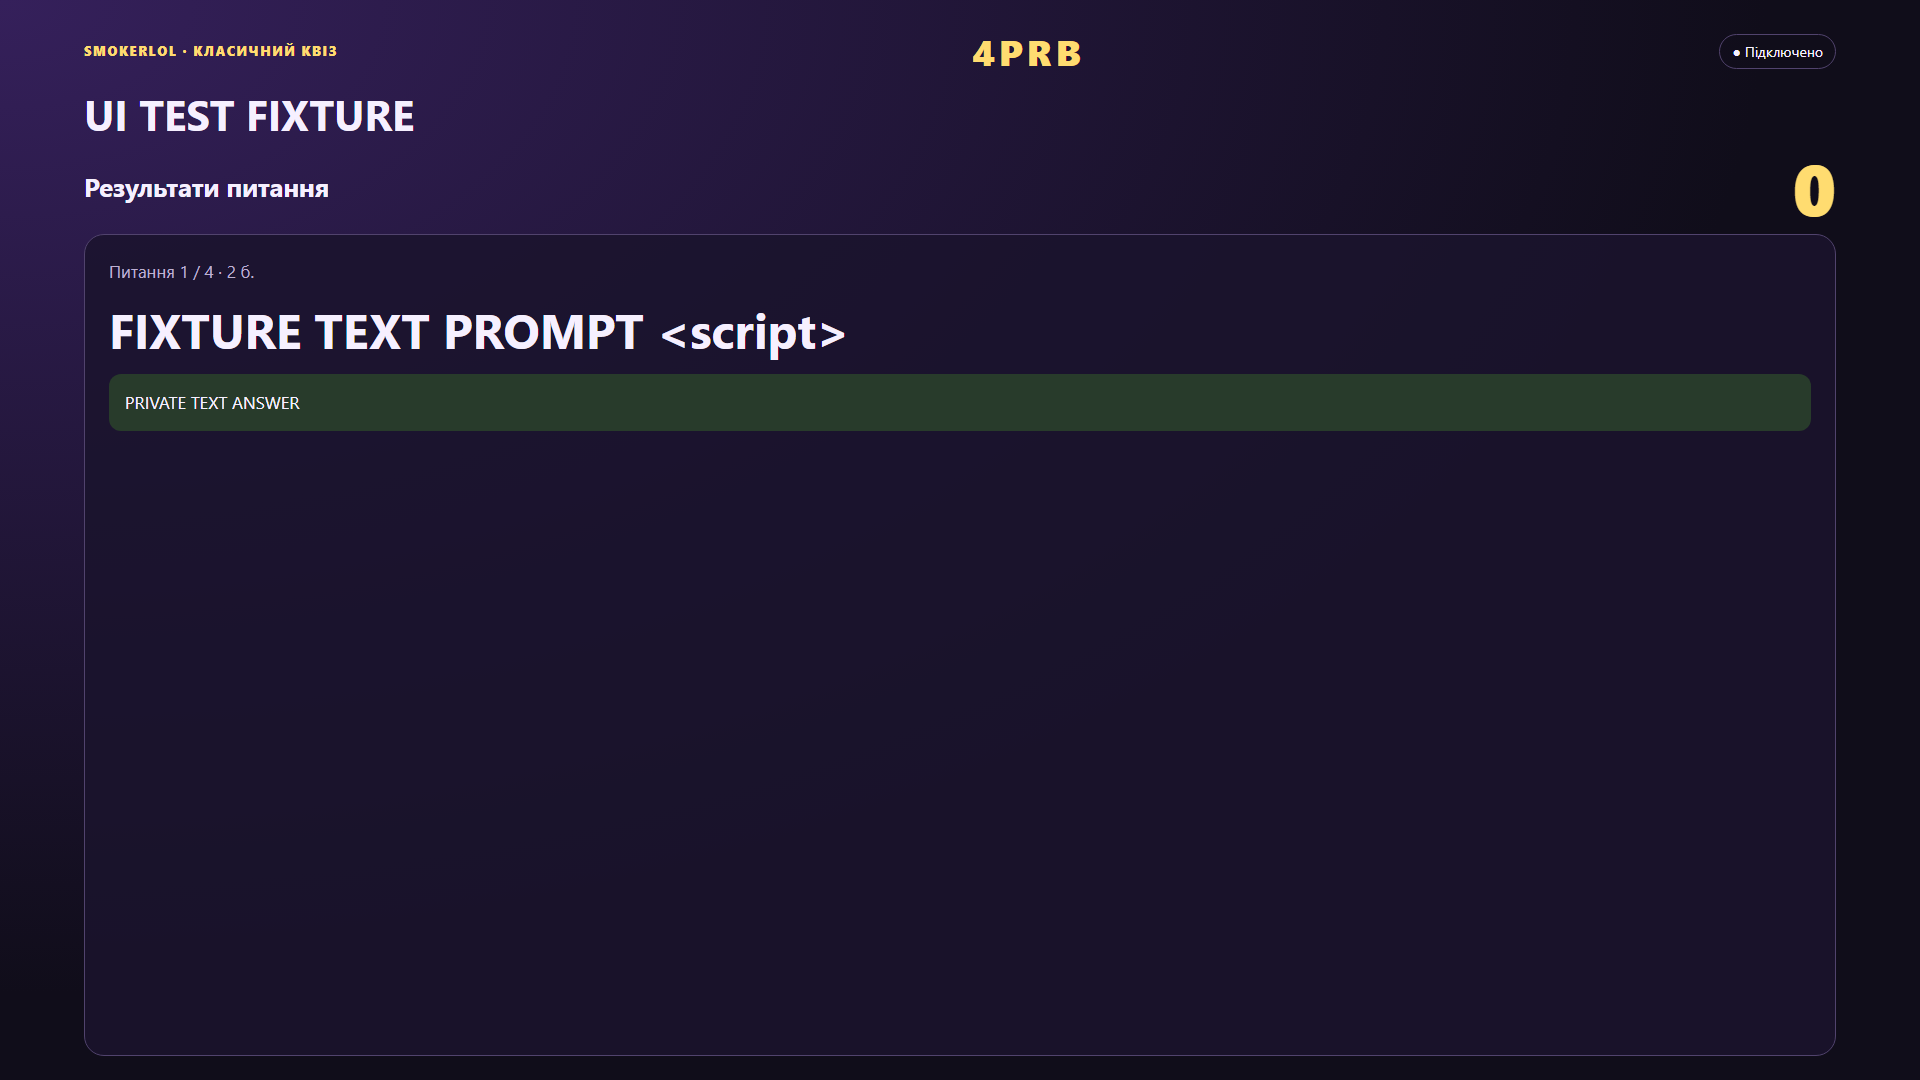 SMOKERLOL · КЛАСИЧНИЙ КВІЗ
4PRB
● Підключено
UI TEST FIXTURE
Результати питання
0
Питання 1 / 4 · 2 б.
FIXTURE TEXT PROMPT <script>
PRIVATE TEXT ANSWER